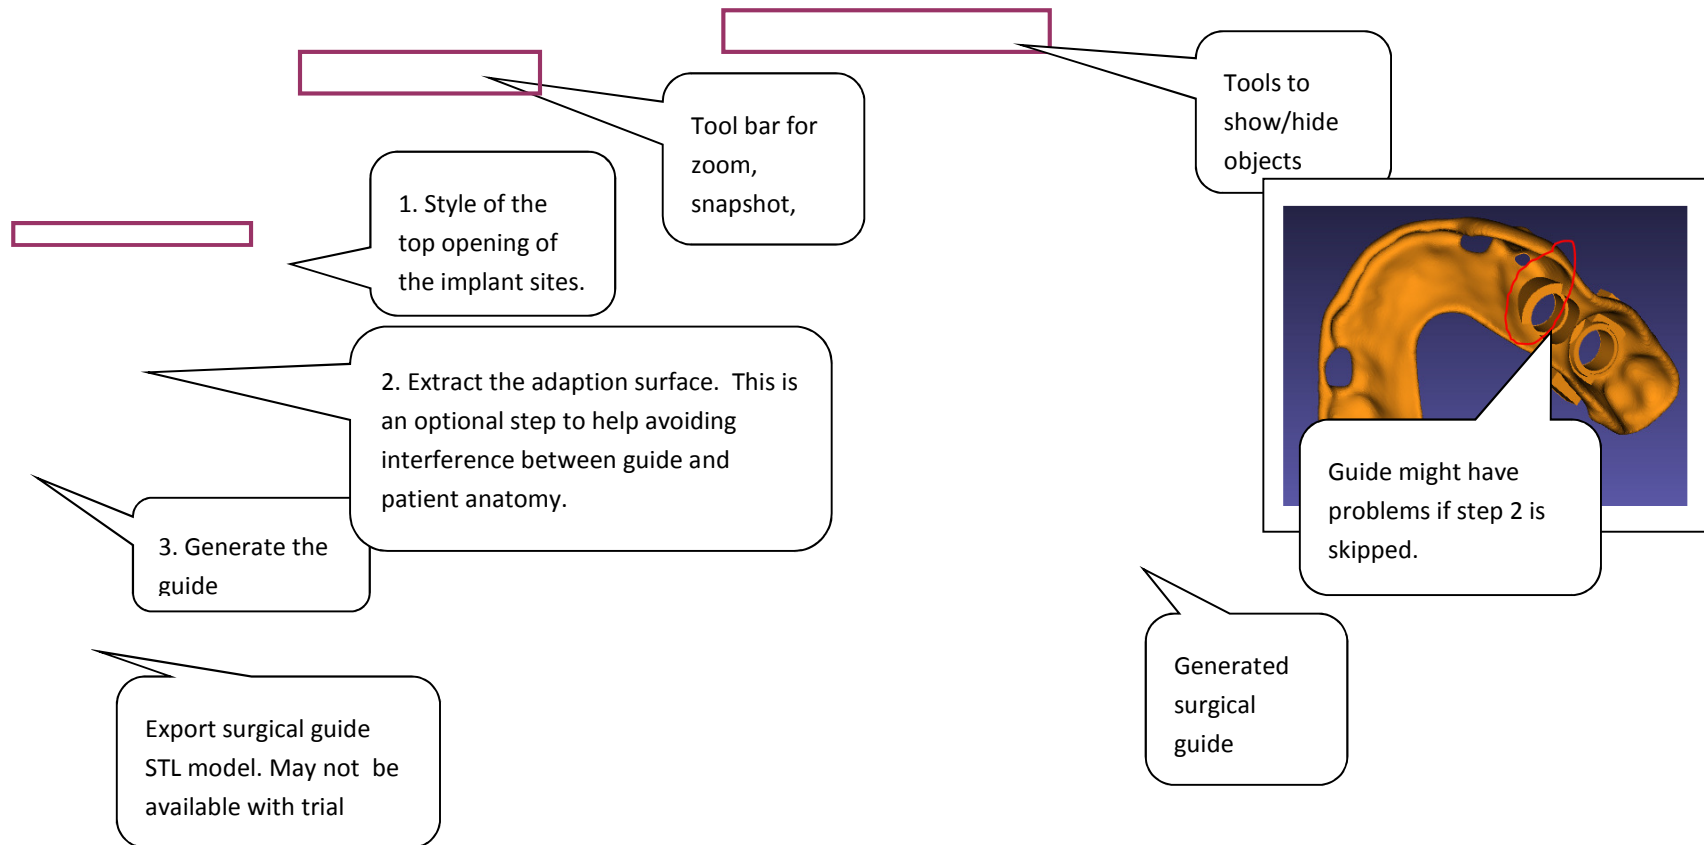 Tools to
show/hide
objects
Tool bar for
zoom,
snapshot,
1. Style of the
top opening of
the implant sites.
2. Extract the adaption surface.  This is
an optional step to help avoiding
interference between guide and
patient anatomy.
Guide might have
problems if step 2 is
skipped.
3. Generate the
guide
Generated
surgical
guide
Export surgical guide
STL model. May not  be
available with trial